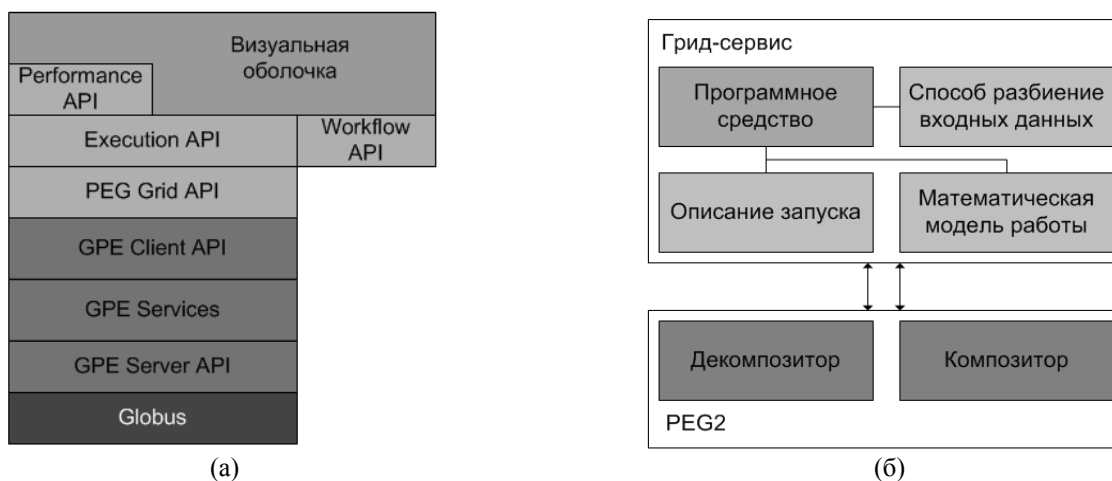 Визуальная
оболочка
Performance
API
Execution API
Workflow
API
PEG Grid API
GPE Client API
GPE Services
GPE Server API
Globus
(а)
Грид-сервис
Программное
средство
Способ разбиение
входных данных
Описание запуска
Математическая
модель работы
Декомпозитор
Композитор
PEG2
(б)